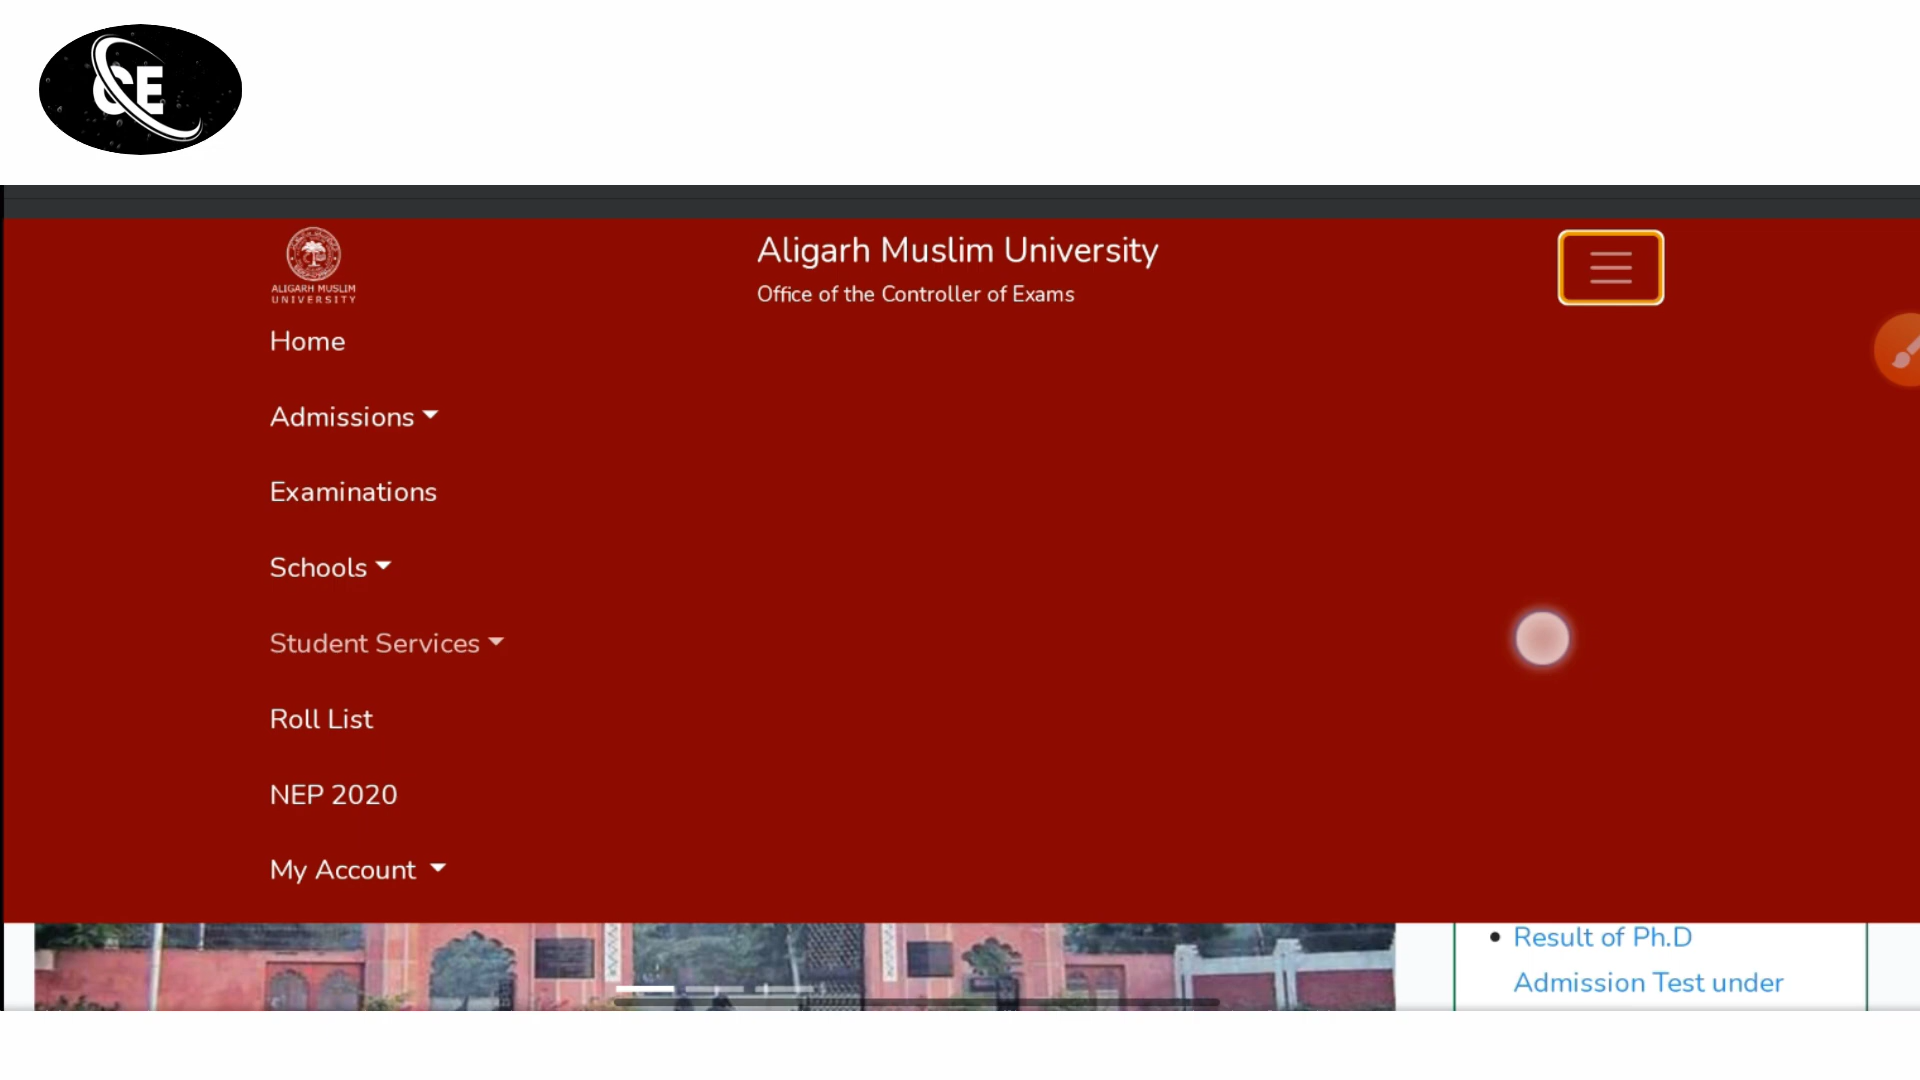 CE
ALIGARH MUSLIM
UNIVERSITY
Aligarh Muslim University
Office of the Controller of Exams
Home
Admissions
Examinations
Schools
Student Services
Roll List
NEP 2020
My Account
Result of Ph.D
Admission Test under